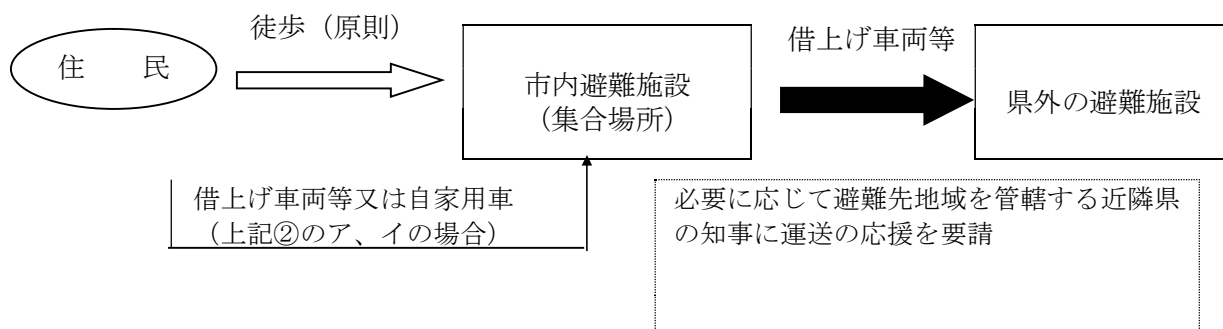 徒歩（原則）
住　　民
市内避難施設
（集合場所）
借上げ車両等
県外の避難施設
借上げ車両等又は自家用車
（上記②のア、イの場合）
必要に応じて避難先地域を管轄する近隣県
の知事に運送の応援を要請